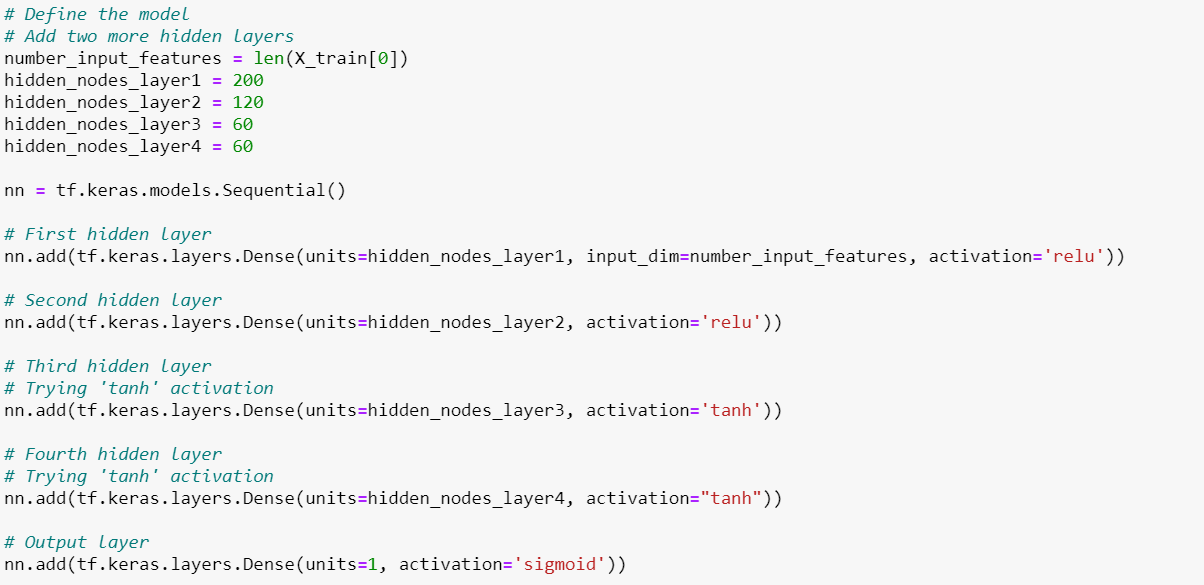 # Define the model
# Add two more hidden layers
number_input_features = len(X_train[0])
hidden_nodes_layer1 = 200
hidden_nodes_layer2 = 120
hidden_nodes_layer3 = 60
hidden_nodes_layer4 = 60
nn = tf.keras.models.Sequential()
# First hidden layer
nn.add(tf.keras.layers.Dense(units=hidden_nodes_layer1, input_dim=number_input_features, activation='relu'))
# Second hidden layer
nn.add(tf.keras.layers.Dense(units=hidden_nodes_layer2, activation='relu'))
# Third hidden layer
# Trying 'tanh' activation
nn.add(tf.keras.layers.Dense(units=hidden_nodes_layer3, activation='tanh'))
# Fourth hidden layer
# Trying 'tanh' activation
nn.add(tf.keras.layers.Dense(units=hidden_nodes_layer4, activation="tanh"))
# Output layer
nn.add(tf.keras.layers.Dense(units=1, activation='sigmoid'))